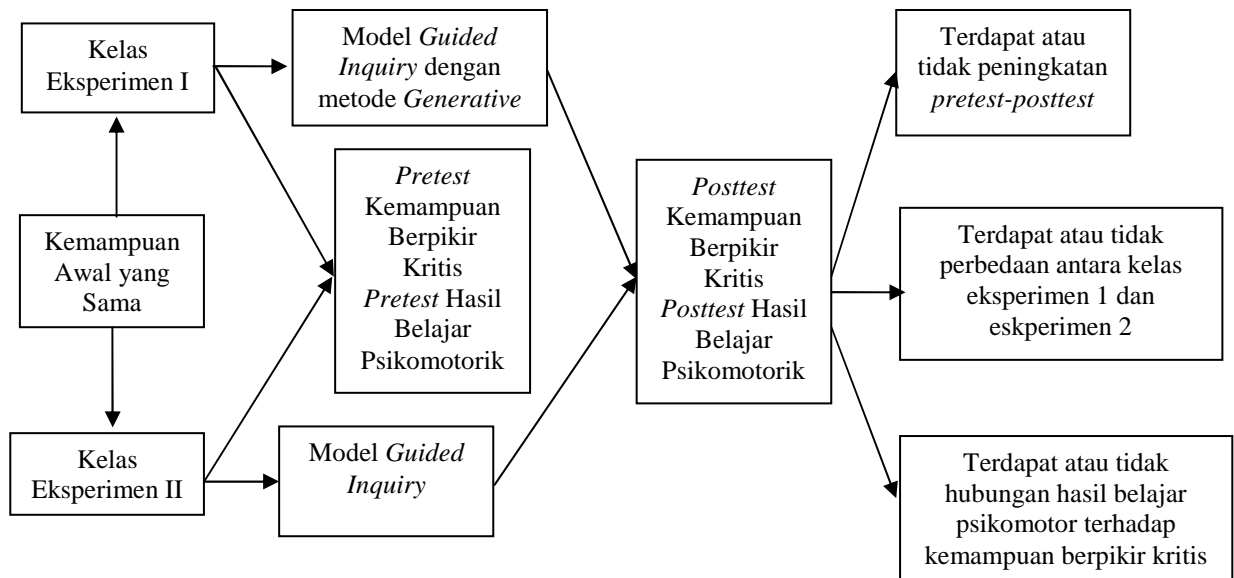 Kelas
Eksperimen I
Model Guided
Inquiry dengan
metode Generative
Terdapat atau
tidak peningkatan
pretest-posttest
Kemampuan
Awal yang
Sama
Pretest
Kemampuan
Berpikir
Kritis
Pretest Hasil
Belajar
Psikomotorik
Posttest
Kemampuan
Berpikir
Kritis
Posttest Hasil
Belajar
Psikomotorik
Terdapat atau tidak
perbedaan antara kelas
eksperimen 1 dan
eskperimen 2
Kelas
Eksperimen II
Model Guided
Inquiry
Terdapat atau tidak
hubungan hasil belajar
psikomotor terhadap
kemampuan berpikir kritis